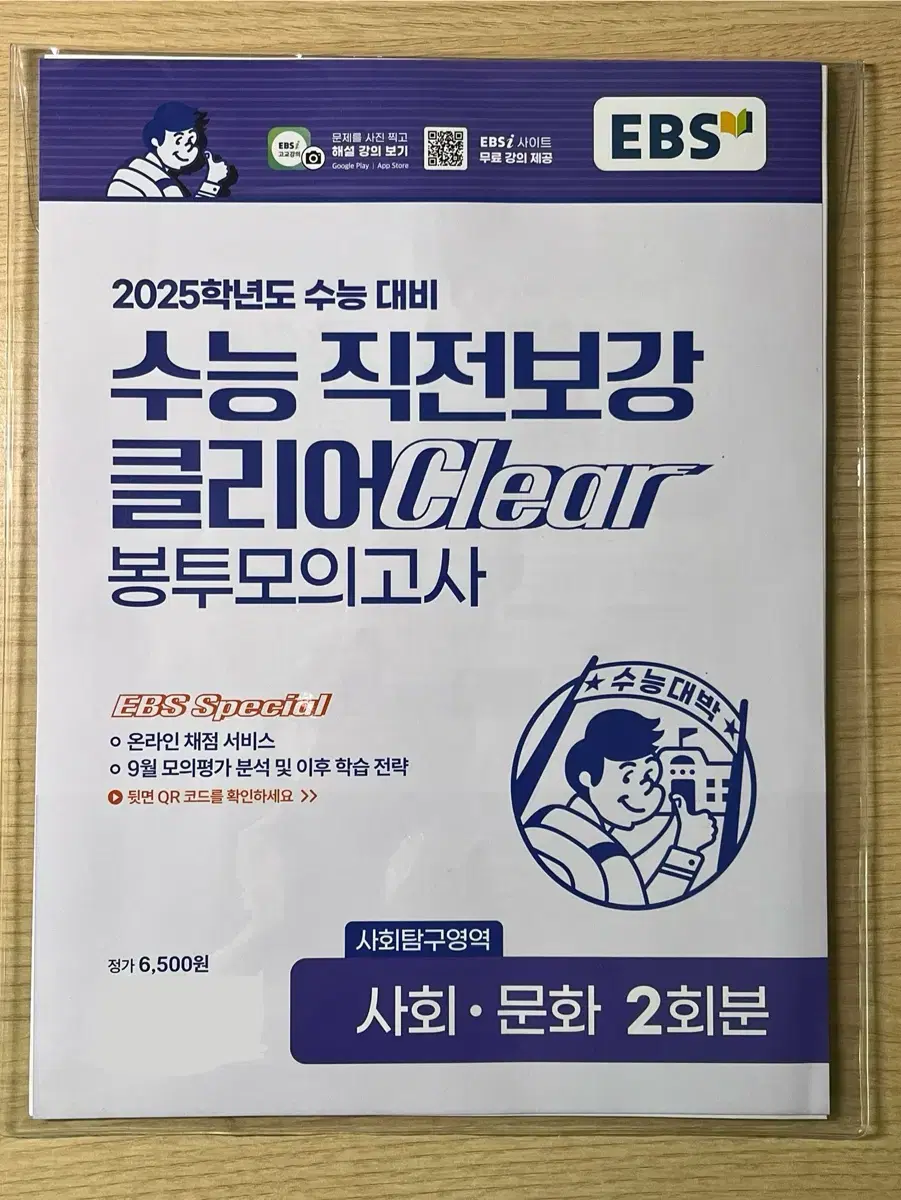 EBSi
고교강의
문제를 사진 찍고
해설 강의 보기
Google Play | App Store
EBSi 사이트
무료 강의 제공
EBS
2025학년도 수능 대비
수능 직전보강
클리어Clear
봉투모의고사
EBS Special
온라인 채점 서비스
9월 모의평가 분석 및 이후 학습 전략
뒷면 QR 코드를 확인하세요 >>
★ 수능대박 ★
정가 6,500원
사회탐구영역
사회・문화 2회분